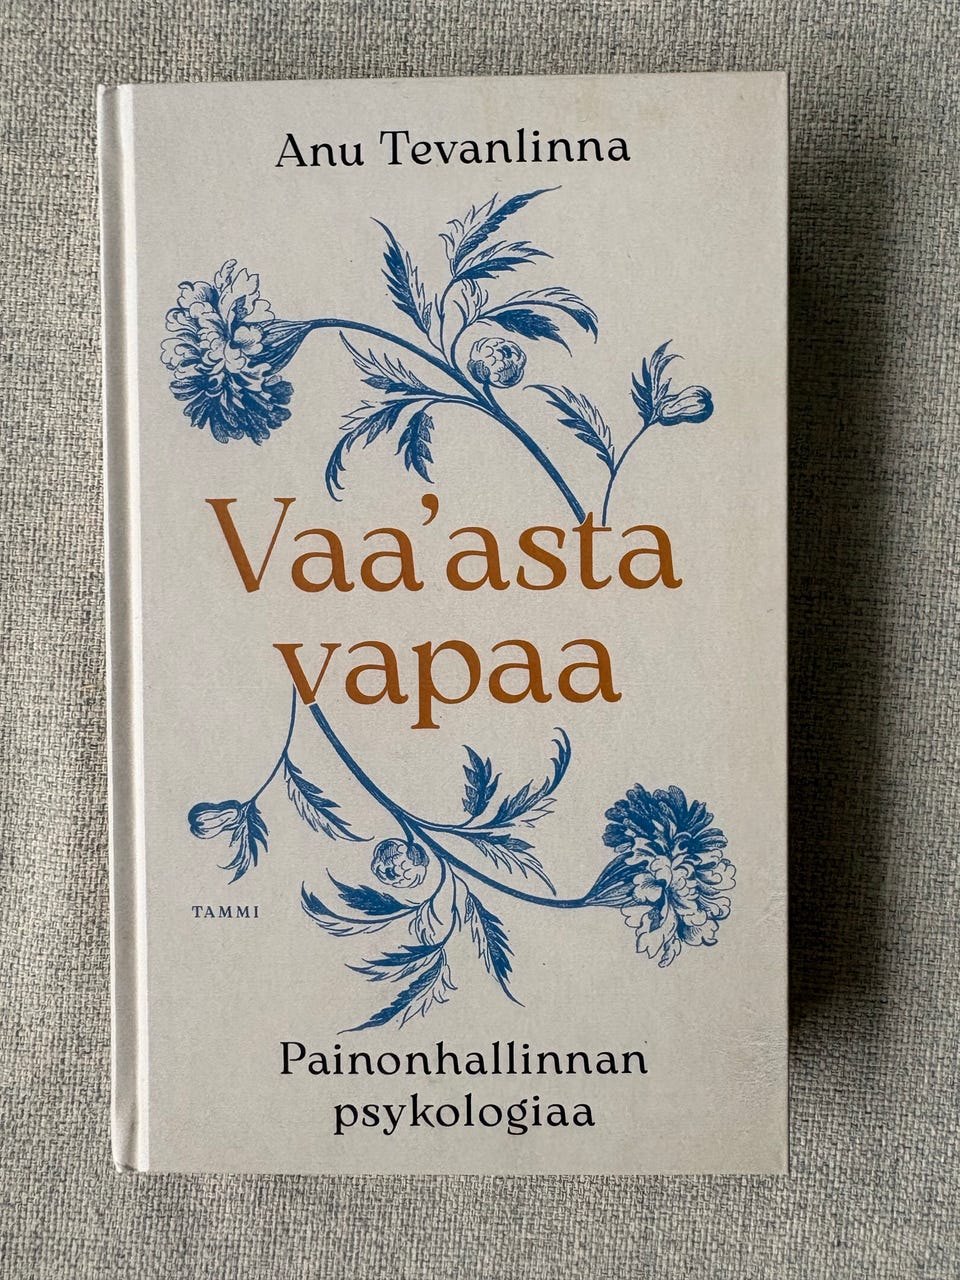 Anu Tevanlinna
Vaa’asta
vapaa
TAMMI
Painonhallinnan
psykologiaa